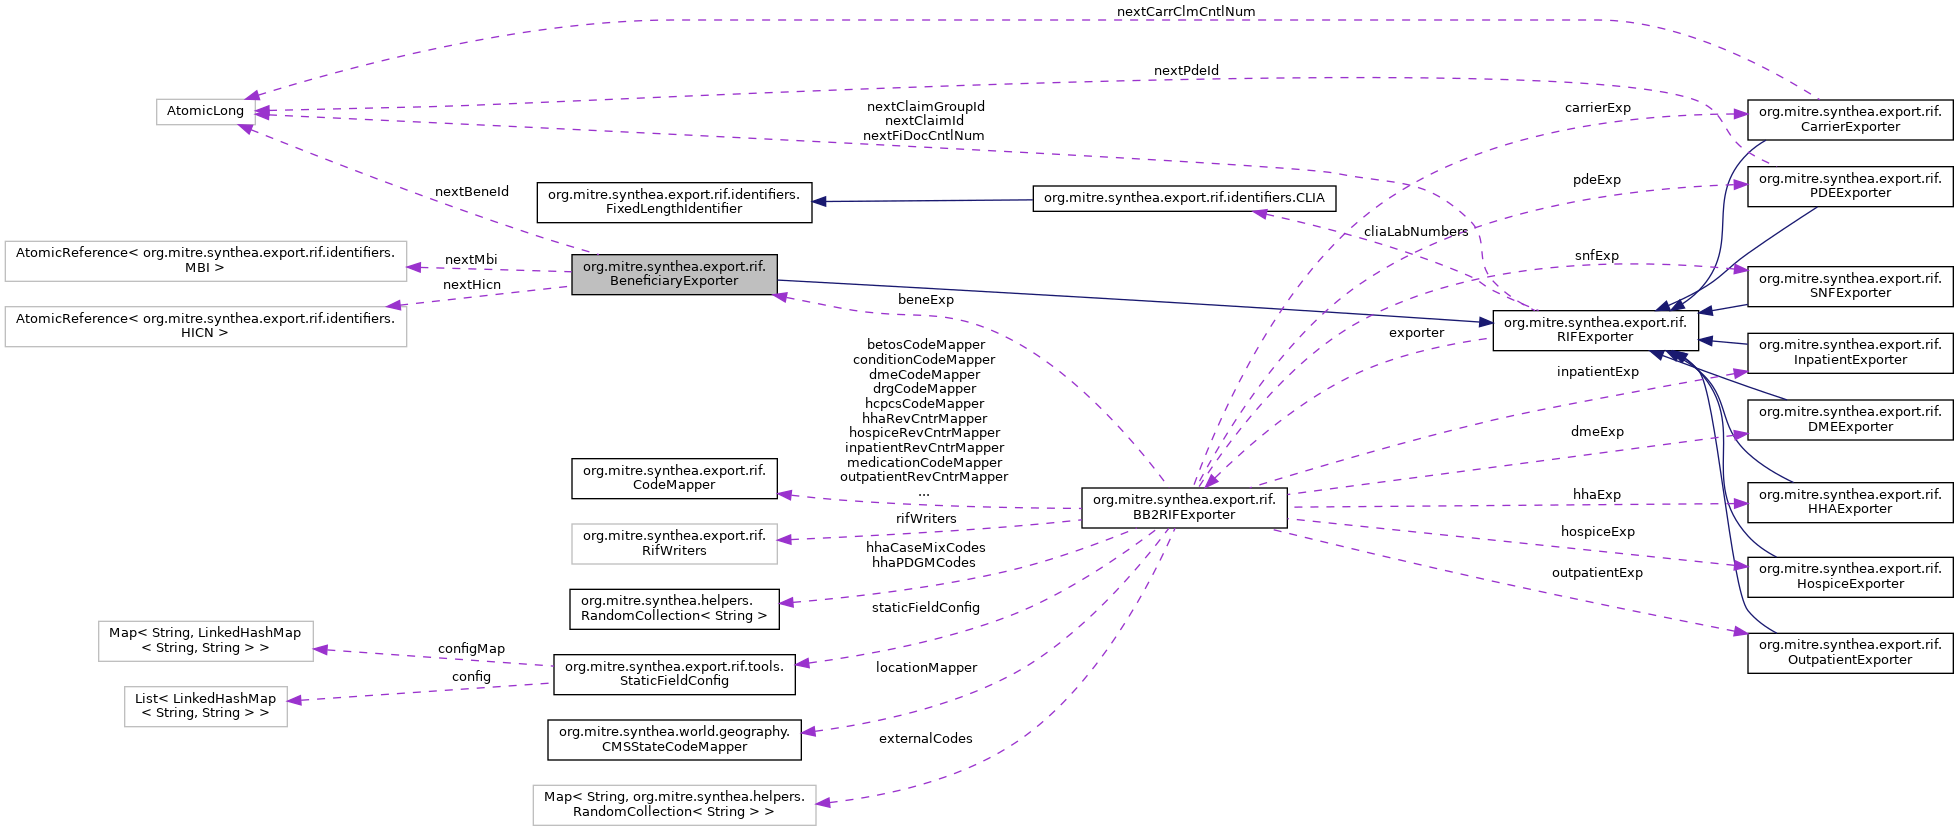 nextCarrClmCntlNum
nextPdeId
AtomicLong
nextClaimGroupId
nextClaimId
nextFiDocCntlNum
carrierExp
org.mitre.synthea.export.rif.
CarrierExporter
nextBeneId
org.mitre.synthea.export.rif.identifiers.
FixedLengthIdentifier
org.mitre.synthea.export.rif.identifiers.CLIA
pdeExp
org.mitre.synthea.export.rif.
PDEExporter
cliaLabNumbers
AtomicReference< org.mitre.synthea.export.rif.identifiers.
MBI >
nextMbi
nextHicn
org.mitre.synthea.export.rif.
BeneficiaryExporter
snfExp
org.mitre.synthea.export.rif.
SNFExporter
AtomicReference< org.mitre.synthea.export.rif.identifiers.
HICN >
beneExp
exporter
org.mitre.synthea.export.rif.
RIFExporter
org.mitre.synthea.export.rif.
InpatientExporter
betosCodeMapper
conditionCodeMapper
dmeCodeMapper
drgCodeMapper
hcpcsCodeMapper
hhaRevCntrMapper
hospiceRevCntrMapper
inpatientRevCntrMapper
medicationCodeMapper
outpatientRevCntrMapper
...
inpatientExp
dmeExp
org.mitre.synthea.export.rif.
DMEExporter
org.mitre.synthea.export.rif.
CodeMapper
org.mitre.synthea.export.rif.
BB2RIFExporter
hhaExp
org.mitre.synthea.export.rif.
HHAExporter
rifWriters
org.mitre.synthea.export.rif.
RifWriters
hospiceExp
org.mitre.synthea.export.rif.
HospiceExporter
hhaCaseMixCodes
hhaPDGMCodes
outpatientExp
org.mitre.synthea.helpers.
RandomCollection< String >
staticFieldConfig
Map< String, LinkedHashMap
< String, String > >
configMap
config
org.mitre.synthea.export.rif.tools.
StaticFieldConfig
locationMapper
org.mitre.synthea.export.rif.
OutpatientExporter
List< LinkedHashMap
< String, String > >
org.mitre.synthea.world.geography.
CMSStateCodeMapper
externalCodes
Map< String, org.mitre.synthea.helpers.
RandomCollection< String > >